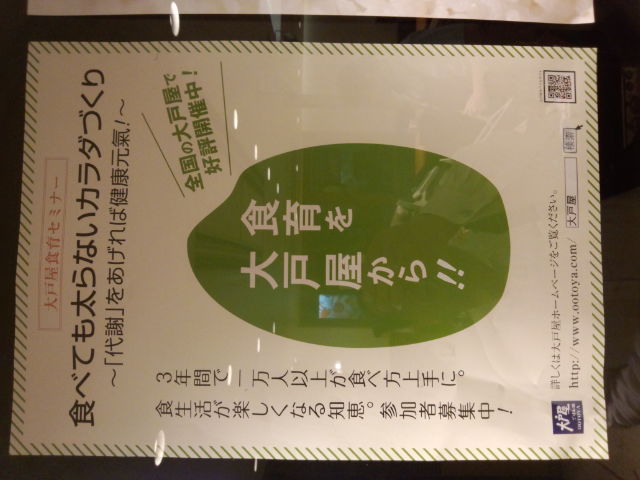 大戸屋食育セミナー
食べても太らないカラダづくり
～「代謝」をあげれば健康元氣！～
全国の大戸屋で
好評開催中！
食育を
大戸屋から!!
3年間で一万人以上が食べ方上手に。
食生活が楽しくなる知恵。参加者募集中！
詳しくは大戸屋ホームページをご覧ください。
http://www.ootoya.com/
大戸屋 検索
大戸屋
OOTOYA